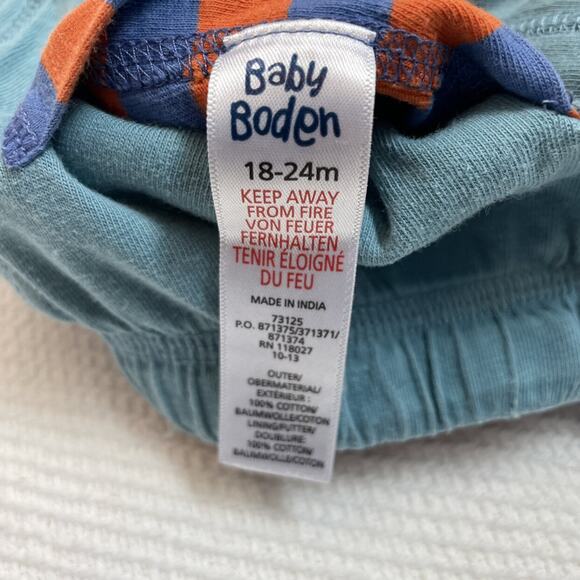 Baby
Boden
18-24m
KEEP AWAY
FROM FIRE
VON FEUER
FERNHALTEN
TENIR ÉLOIGNÉ
DU FEU
MADE IN INDIA
73125
P.O. 871375/371371/
871374
RN 118027
10-13
OUTER/
OBERMATERIAL/
EXTÉRIEUR :
100% COTTON/
BAUMWOLLE/COTON
LINING/FUTTER/
DOUBLURE:
100% COTTON/
BAUMWOLLE/COTON